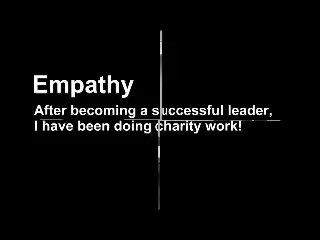 Empathy
After becoming a successful leader,
I have been doing charity work!